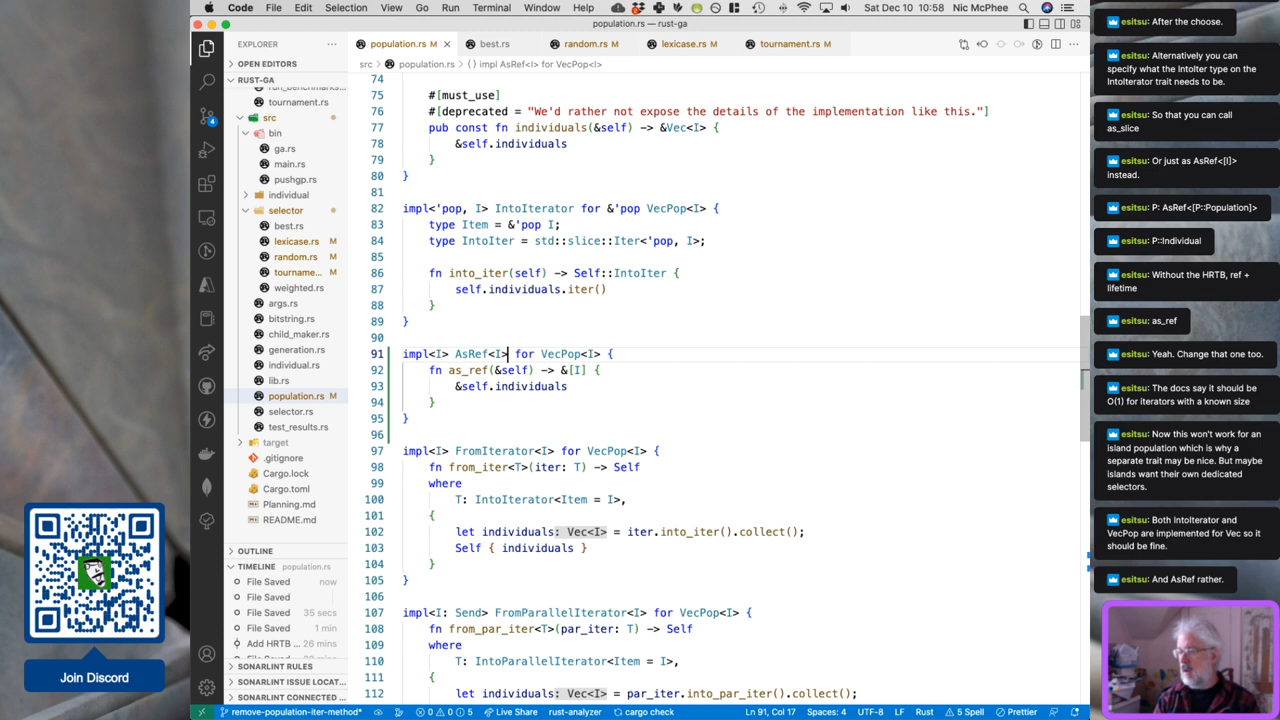 Code File Edit Selection View Go Run Terminal Window Help Sat Dec 10 10:58 Nic McPhee
population.rs — rust-ga
EXPLORER
population.rs M best.rs random.rs M lexicase.rs M tournament.rs M
src > population.rs > {} impl AsRef<I> for VecPop<I>
OPEN EDITORS
RUST-GA
run_benchmarks
tournament.rs
src
bin
ga.rs
main.rs
pushgp.rs
individual
selector
best.rs
lexicase.rs M
random.rs M
tourname... M
weighted.rs
args.rs
bitstring.rs
child_maker.rs
generation.rs
individual.rs
lib.rs
population.rs M
selector.rs
test_results.rs
target
.gitignore
Cargo.lock
Cargo.toml
Planning.md
README.md
OUTLINE
TIMELINE population.rs
File Saved now
File Saved
File Saved 35 secs
File Saved 1 min
Add HRTB ... 26 mins
SONARLINT RULES
SONARLINT ISSUE LOCAT...
SONARLINT CONNECTED ...
74
75 #[must_use]
76 #[deprecated = "We'd rather not expose the details of the implementation like this."]
77 pub const fn individuals(&self) -> &Vec<I> {
78 &self.individuals
79 }
80 }
81
82 impl<'pop, I> IntoIterator for &'pop VecPop<I> {
83 type Item = &'pop I;
84 type IntoIter = std::slice::Iter<'pop, I>;
85
86 fn into_iter(self) -> Self::IntoIter {
87 self.individuals.iter()
88 }
89 }
90
91 impl<I> AsRef<I> for VecPop<I> {
92 fn as_ref(&self) -> &[I] {
93 &self.individuals
94 }
95 }
96
97 impl<I> FromIterator<I> for VecPop<I> {
98 fn from_iter<T>(iter: T) -> Self
99 where
100 T: IntoIterator<Item = I>,
101 {
102 let individuals: Vec<I> = iter.into_iter().collect();
103 Self { individuals }
104 }
105 }
106
107 impl<I: Send> FromParallelIterator<I> for VecPop<I> {
108 fn from_par_iter<T>(par_iter: T) -> Self
109 where
110 T: IntoParallelIterator<Item = I>,
111 {
112 let individuals: Vec<I> = par_iter.into_par_iter().collect();
remove-population-iter-method* 0 0 5 Live Share rust-analyzer cargo check Ln 91, Col 17 Spaces: 4 UTF-8 LF Rust 5 Spell Prettier
Join Discord
esitsu: After the choose.
esitsu: Alternatively you can
specify what the IntoIter type on the
IntoIterator trait needs to be.
esitsu: So that you can call
as_slice
esitsu: Or just as AsRef<[I]>
instead.
esitsu: P: AsRef<[P::Population]>
esitsu: P::Individual
esitsu: Without the HRTB, ref +
lifetime
esitsu: as_ref
esitsu: Yeah. Change that one too.
esitsu: The docs say it should be
O(1) for iterators with a known size
esitsu: Now this won't work for an
island population which is why a
separate trait may be nice. But maybe
islands want their own dedicated
selectors.
esitsu: Both IntoIterator and
VecPop are implemented for Vec so it
should be fine.
esitsu: And AsRef rather.